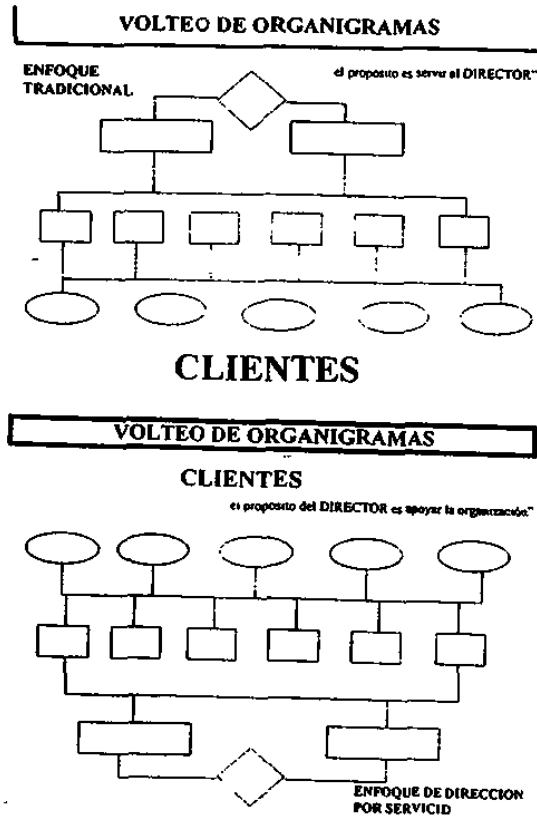 VOLTEO DE ORGANIGRAMAS
ENFOQUE
TRADICIONAL
el proposito es servir al DIRECTOR"
CLIENTES
VOLTEO DE ORGANIGRAMAS
CLIENTES
el proposito del DIRECTOR es apoyar la organización"
ENFOQUE DE DIRECCION
POR SERVICID